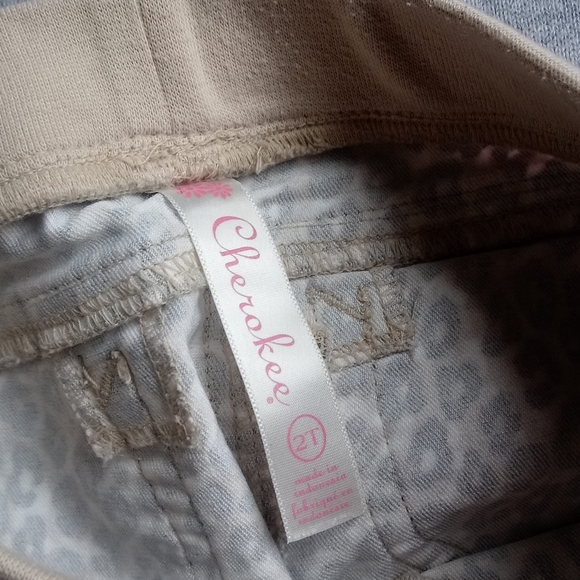 Cherokee®
2T
made in
indonesia
fabriqué en
indonésie